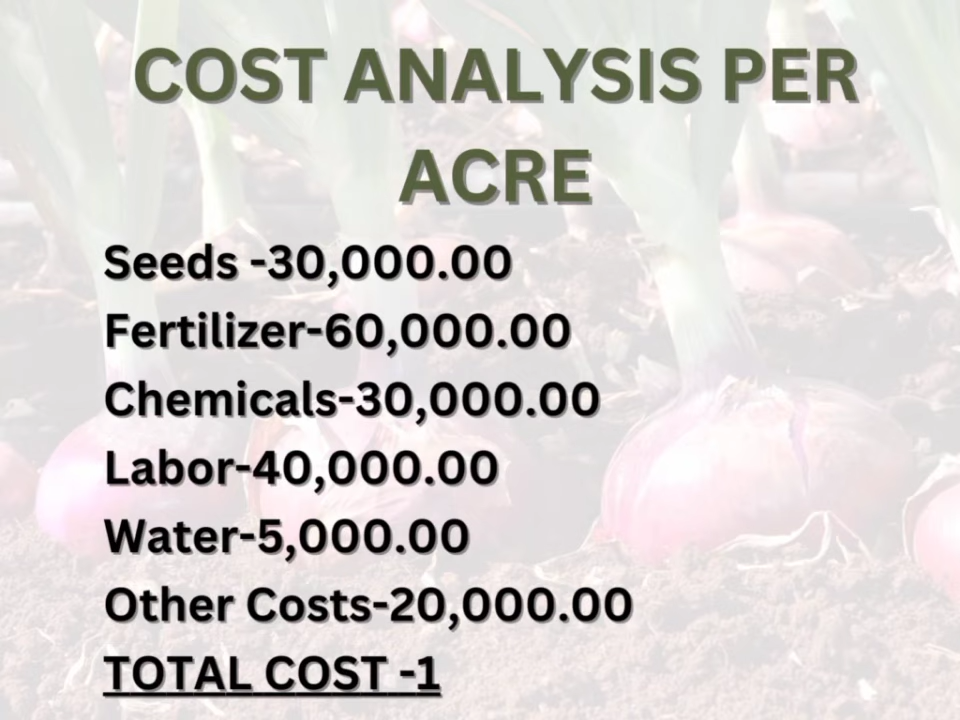 COST ANALYSIS PER
ACRE
Seeds -30,000.00
Fertilizer-60,000.00
Chemicals-30,000.00
Labor-40,000.00
Water-5,000.00
Other Costs-20,000.00
TOTAL COST -1